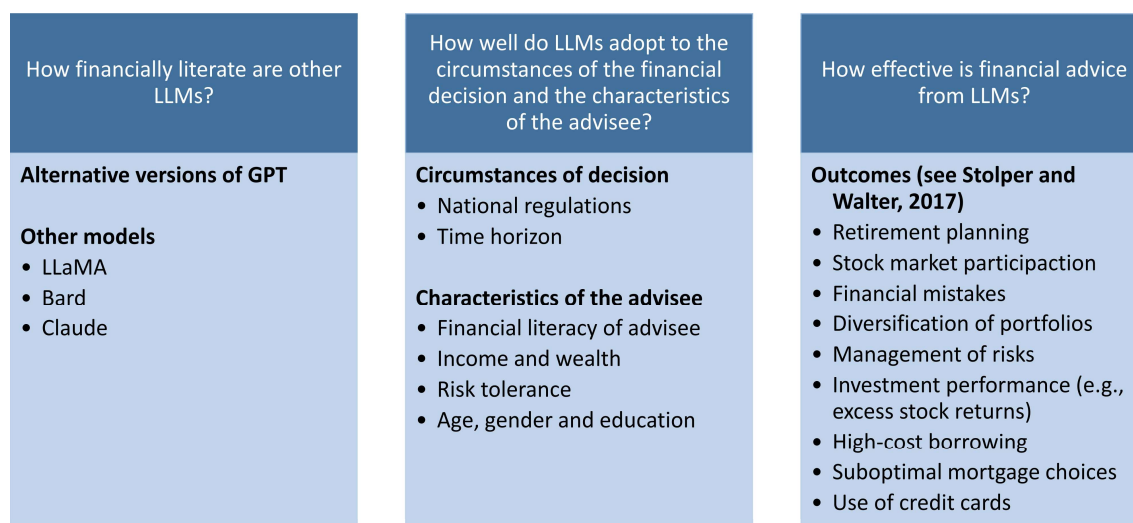 How financially literate are other
LLMs?
Alternative versions of GPT
Other models
• LLaMA
• Bard
• Claude
How well do LLMs adopt to the
circumstances of the financial
decision and the characteristics
of the advisee?
Circumstances of decision
• National regulations
• Time horizon
Characteristics of the advisee
• Financial literacy of advisee
• Income and wealth
• Risk tolerance
• Age, gender and education
How effective is financial advice
from LLMs?
Outcomes (see Stolper and
Walter, 2017)
• Retirement planning
• Stock market participaction
• Financial mistakes
• Diversification of portfolios
• Management of risks
• Investment performance (e.g.,
excess stock returns)
• High-cost borrowing
• Suboptimal mortgage choices
• Use of credit cards